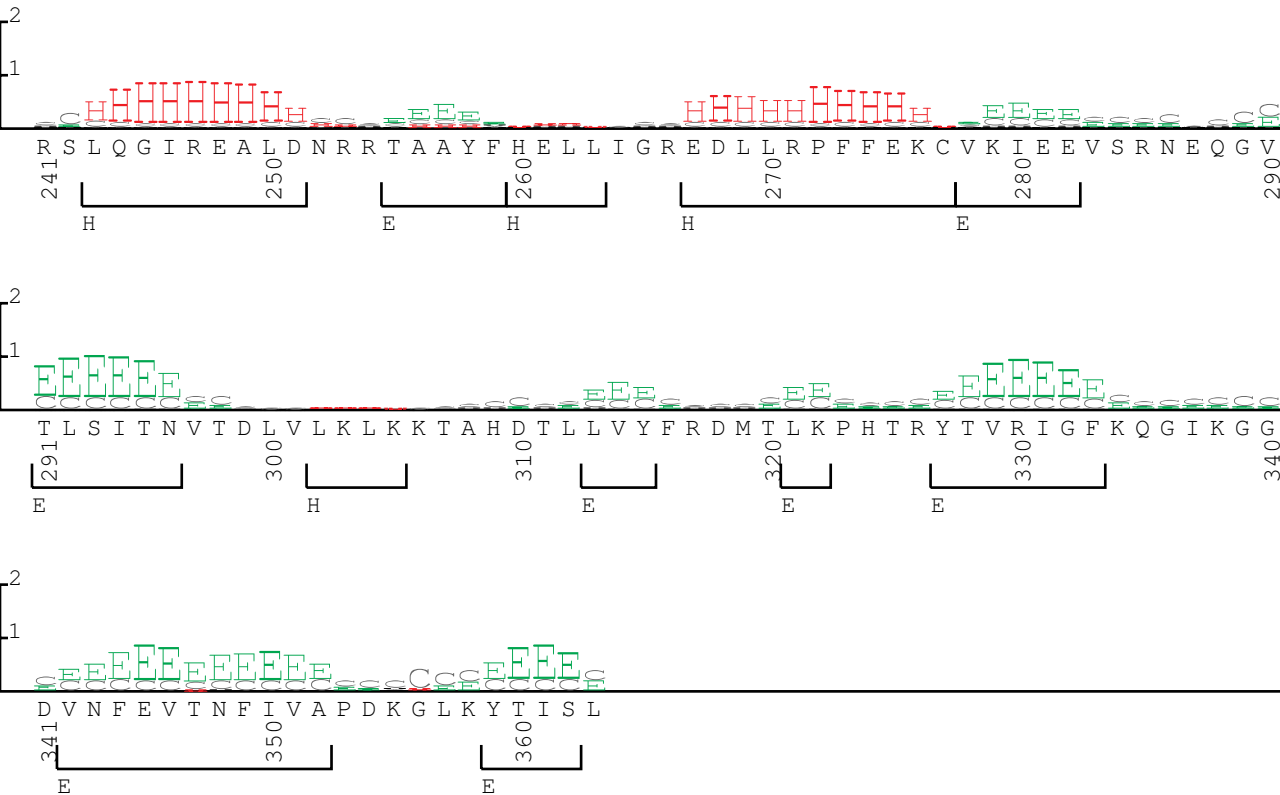 2
1
R S L Q G I R E A L D N R R T A A Y F H E L L I G R E D L L R P F F E K C V K I E E V S R N E Q G V
241 250 260 270 280 290
H E H H E
2
1
T L S I T N V T D L V L K L K K T A H D T L L V Y F R D M T L K P H T R Y T V R I G F K Q G I K G G
291 300 310 320 330 340
E H E E E
2
1
D V N F E V T N F I V A P D K G L K Y T I S L
341 350 360
E E